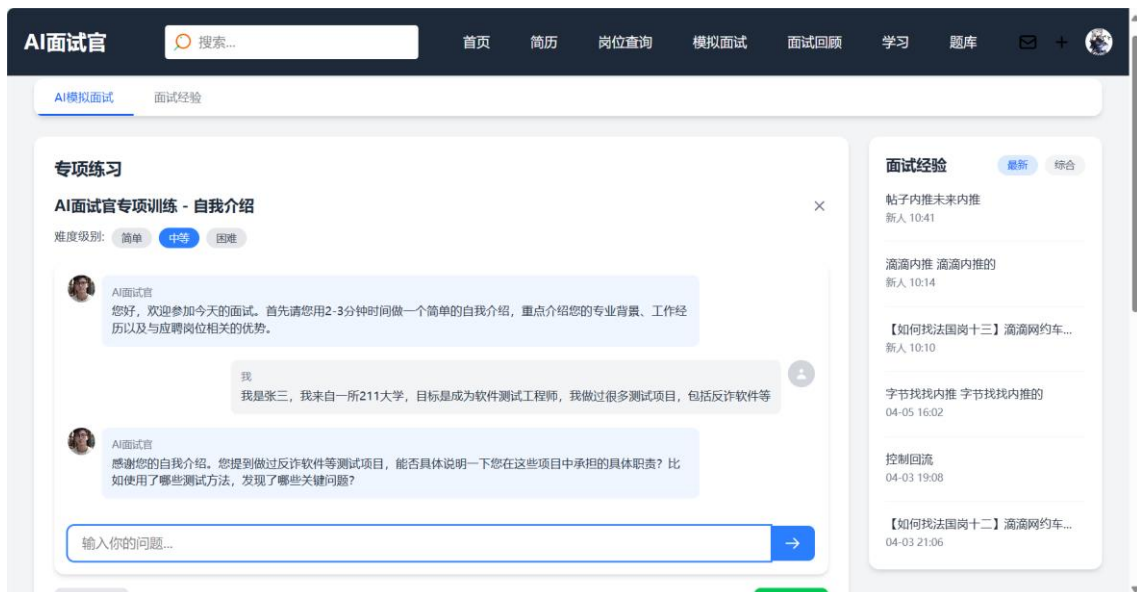 AI面试官
搜索...
首页 简历 岗位查询 模拟面试 面试回顾 学习 题库
AI模拟面试 面试经验
专项练习
AI面试官专项训练 - 自我介绍
难度级别: 简单 中等 困难
AI面试官
您好，欢迎参加今天的面试。首先请您用2-3分钟时间做一个简单的自我介绍，重点介绍您的专业背景、工作经
历以及与应聘岗位相关的优势。
我
我是张三，我来自一所211大学，目标是成为软件测试工程师，我做过很多测试项目，包括反诈软件等
AI面试官
感谢您的自我介绍。您提到做过反诈软件等测试项目，能否具体说明一下您在这些项目中承担的具体职责？比
如使用了哪些测试方法，发现了哪些关键问题？
输入你的问题...
面试经验 最新 综合
帖子内推未来内推
新人 10:41
滴滴内推 滴滴内推的
新人 10:14
【如何找法国岗十三】滴滴网约车...
新人 10:10
字节找找内推 字节找找内推的
04-05 16:02
控制回流
04-03 19:08
【如何找法国岗十二】滴滴网约车...
04-03 21:06